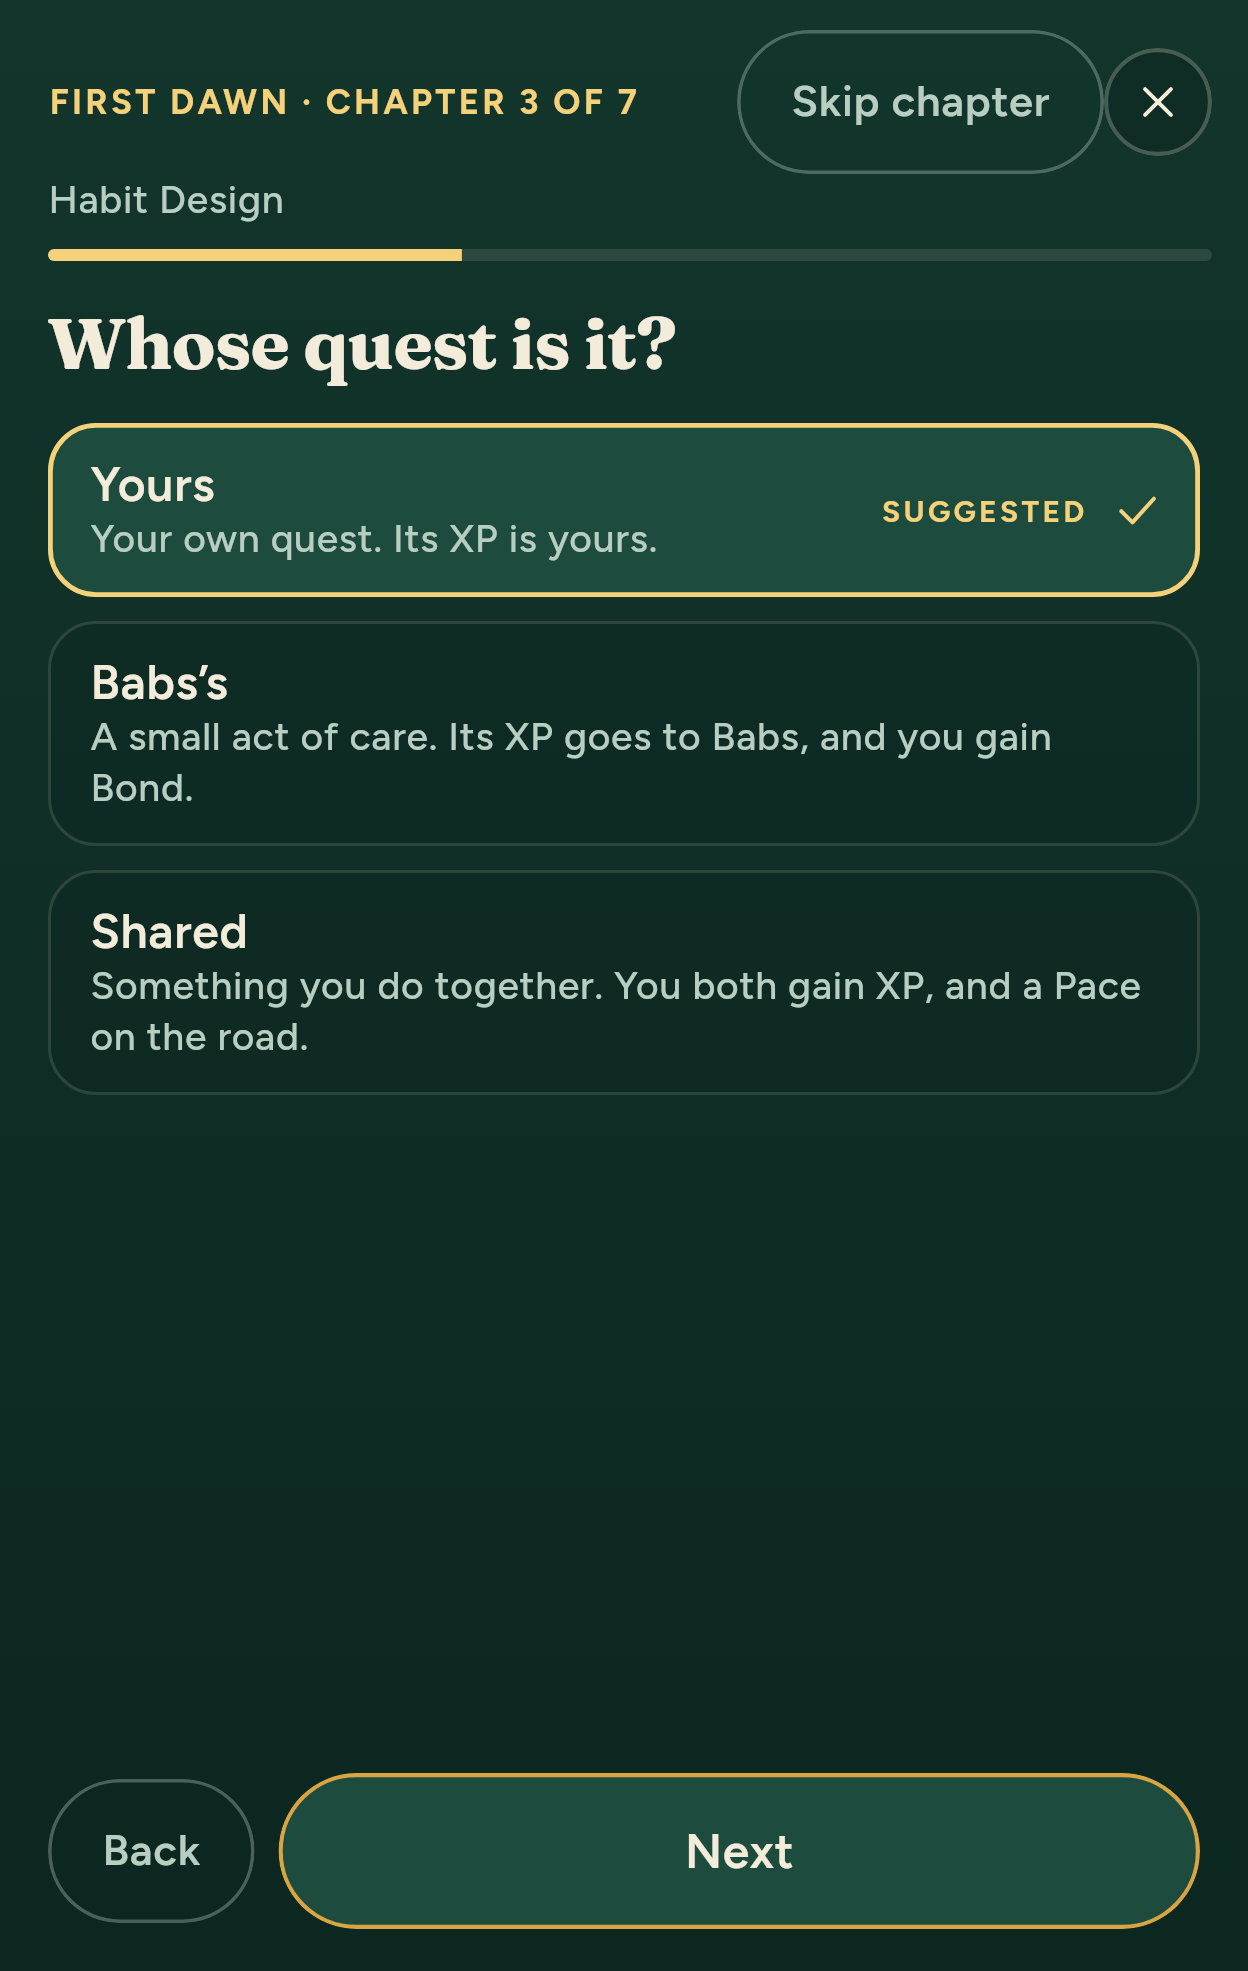 FIRST DAWN · CHAPTER 3 OF 7
Skip chapter
Habit Design
Whose quest is it?
Yours
Your own quest. Its XP is yours.
SUGGESTED
Babs’s
A small act of care. Its XP goes to Babs, and you gain
Bond.
Shared
Something you do together. You both gain XP, and a Pace
on the road.
Back
Next